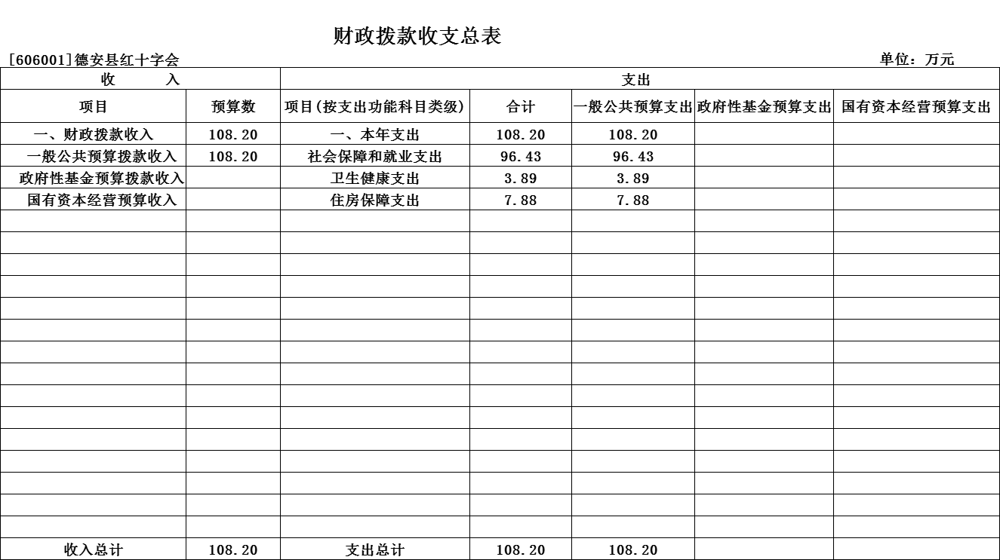 财政拨款收支总表
[606001]德安县红十字会 单位：万元
收 入 支出
项目 预算数 项目(按支出功能科目类级) 合计 一般公共预算支出 政府性基金预算支出 国有资本经营预算支出
一、财政拨款收入 108.20 一、本年支出 108.20 108.20
一般公共预算拨款收入 108.20 社会保障和就业支出 96.43 96.43
政府性基金预算拨款收入 卫生健康支出 3.89 3.89
国有资本经营预算收入 住房保障支出 7.88 7.88
收入总计 108.20 支出总计 108.20 108.20